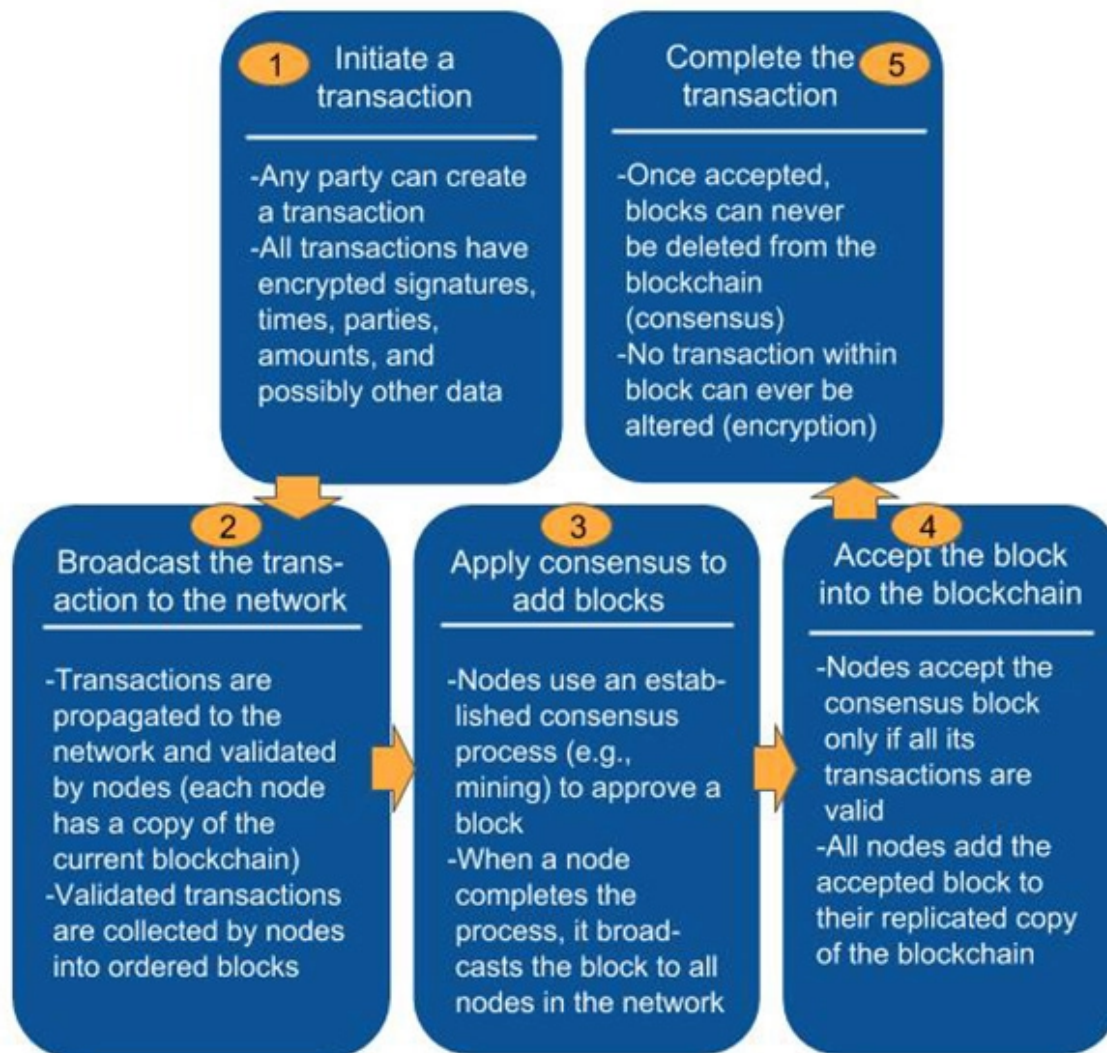 1
Initiate a
transaction
-Any party can create
a transaction
-All transactions have
encrypted signatures,
times, parties,
amounts, and
possibly other data
2
Broadcast the trans-
action to the network
-Transactions are
propagated to the
network and validated
by nodes (each node
has a copy of the
current blockchain)
-Validated transactions
are collected by nodes
into ordered blocks
3
Apply consensus to
add blocks
-Nodes use an estab-
lished consensus
process (e.g.,
mining) to approve a
block
-When a node
completes the
process, it broad-
casts the block to all
nodes in the network
4
Accept the block
into the blockchain
-Nodes accept the
consensus block
only if all its
transactions are
valid
-All nodes add the
accepted block to
their replicated copy
of the blockchain
5
Complete the
transaction
-Once accepted,
blocks can never
be deleted from the
blockchain
(consensus)
-No transaction within
block can ever be
altered (encryption)